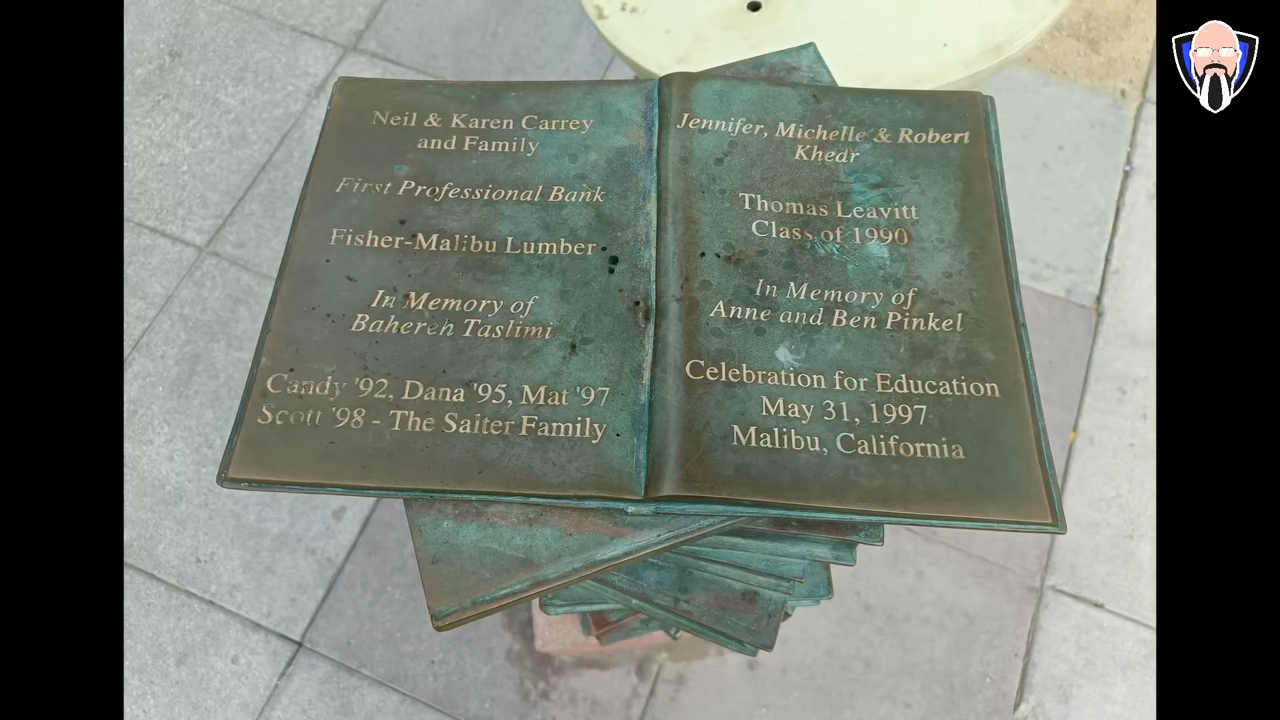 Neil & Karen Carrey
and Family
First Professional Bank
Fisher-Malibu Lumber
In Memory of
Bahereh Taslimi
Candy '92, Dana '95, Mat '97
Scott '98 - The Salter Family
Jennifer, Michelle & Robert
Khedr
Thomas Leavitt
Class of 1990
In Memory of
Anne and Ben Pinkel
Celebration for Education
May 31, 1997
Malibu, California